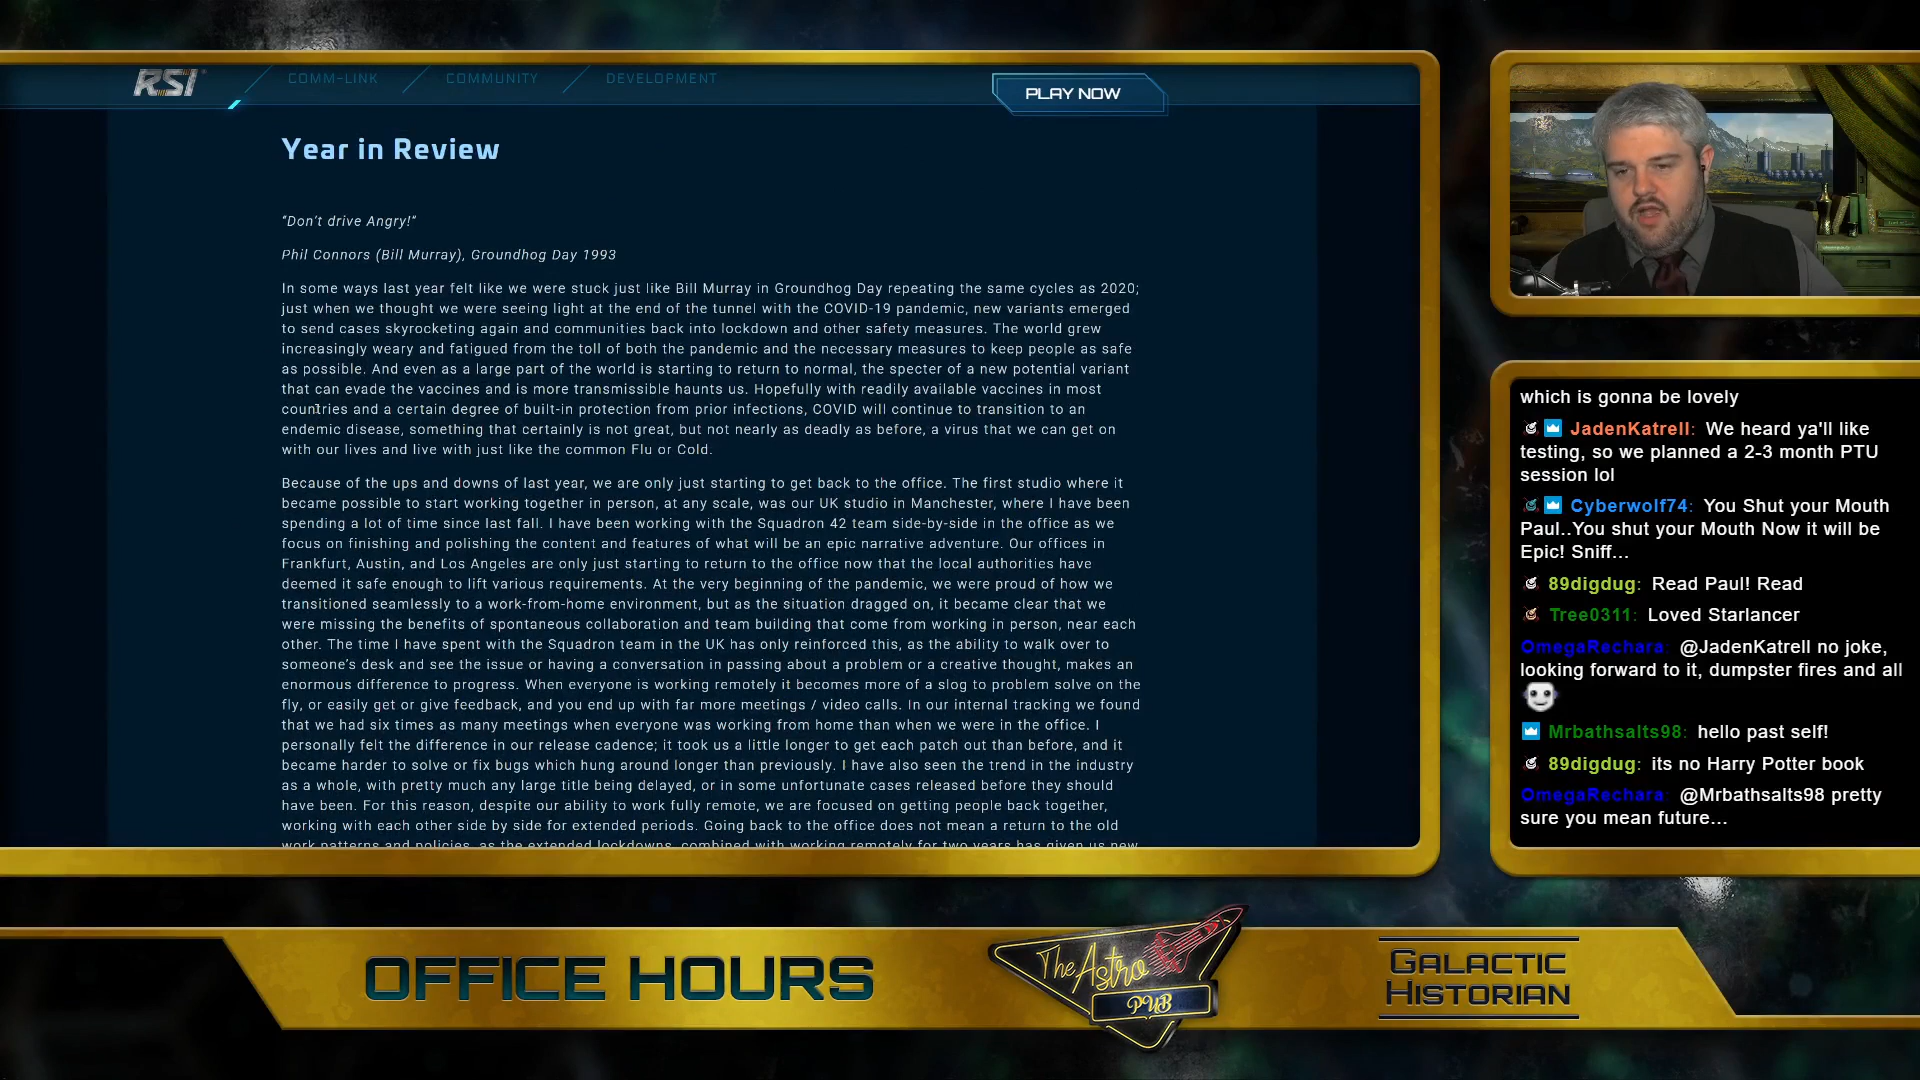 RSI
COMM-LINK
COMMUNITY
DEVELOPMENT
PLAY NOW
Year in Review
"Don't drive Angry!"
Phil Connors (Bill Murray), Groundhog Day 1993
In some ways last year felt like we were stuck just like Bill Murray in Groundhog Day repeating the same cycles as 2020;
just when we thought we were seeing light at the end of the tunnel with the COVID-19 pandemic, new variants emerged
to send cases skyrocketing again and communities back into lockdown and other safety measures. The world grew
increasingly weary and fatigued from the toll of both the pandemic and the necessary measures to keep people as safe
as possible. And even as a large part of the world is starting to return to normal, the specter of a new potential variant
that can evade the vaccines and is more transmissible haunts us. Hopefully with readily available vaccines in most
countries and a certain degree of built-in protection from prior infections, COVID will continue to transition to an
endemic disease, something that certainly is not great, but not nearly as deadly as before, a virus that we can get on
with our lives and live with just like the common Flu or Cold.
Because of the ups and downs of last year, we are only just starting to get back to the office. The first studio where it
became possible to start working together in person, at any scale, was our UK studio in Manchester, where I have been
spending a lot of time since last fall. I have been working with the Squadron 42 team side-by-side in the office as we
focus on finishing and polishing the content and features of what will be an epic narrative adventure. Our offices in
Frankfurt, Austin, and Los Angeles are only just starting to return to the office now that the local authorities have
deemed it safe enough to lift various requirements. At the very beginning of the pandemic, we were proud of how we
transitioned seamlessly to a work-from-home environment, but as the situation dragged on, it became clear that we
were missing the benefits of spontaneous collaboration and team building that come from working in person, near each
other. The time I have spent with the Squadron team in the UK has only reinforced this, as the ability to walk over to
someone's desk and see the issue or having a conversation in passing about a problem or a creative thought, makes an
enormous difference to progress. When everyone is working remotely it becomes more of a slog to problem solve on the
fly, or easily get or give feedback, and you end up with far more meetings / video calls. In our internal tracking we found
that we had six times as many meetings when everyone was working from home than when we were in the office. I
personally felt the difference in our release cadence; it took us a little longer to get each patch out than before, and it
became harder to solve or fix bugs which hung around longer than previously. I have also seen the trend in the industry
as a whole, with pretty much any large title being delayed, or in some unfortunate cases released before they should
have been. For this reason, despite our ability to work fully remote, we are focused on getting people back together,
working with each other side by side for extended periods. Going back to the office does not mean a return to the old
work patterns and policies, as the extended lockdowns, combined with working remotely for two years has given us new
which is gonna be lovely
JadenKatrell: We heard ya'll like
testing, so we planned a 2-3 month PTU
session lol
Cyberwolf74: You Shut your Mouth
Paul..You shut your Mouth Now it will be
Epic! Sniff...
89digdug: Read Paul! Read
Tree0311: Loved Starlancer
OmegaRechara: @JadenKatrell no joke,
looking forward to it, dumpster fires and all
Mrbathsalts98: hello past self!
89digdug: its no Harry Potter book
OmegaRechara: @Mrbathsalts98 pretty
sure you mean future...
OFFICE HOURS
The Astro
PUB
GALACTIC
HISTORIAN